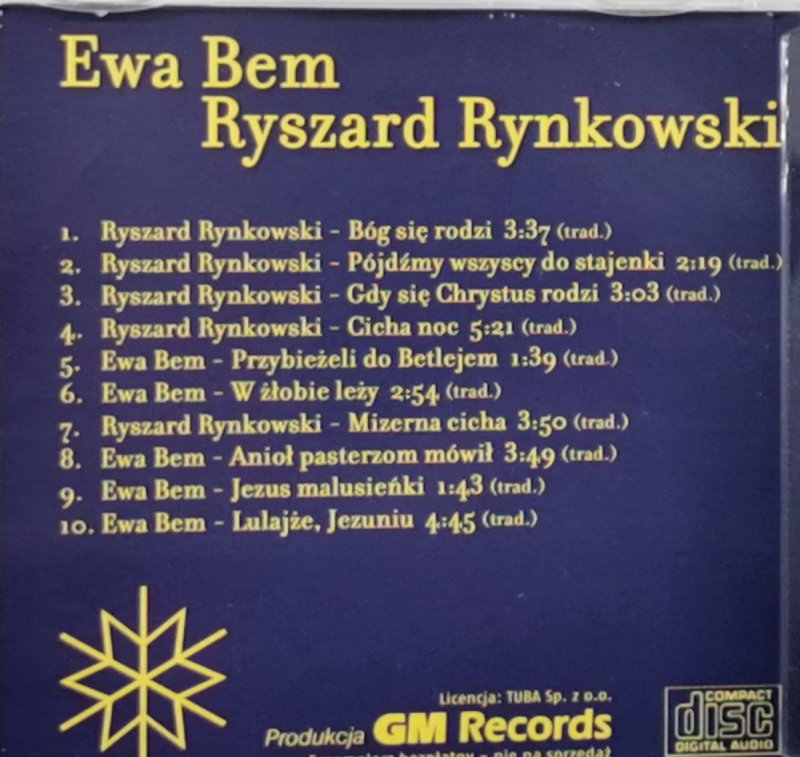 Ewa Bem
Ryszard Rynkowski
1. Ryszard Rynkowski - Bóg się rodzi 3:37 (trad.)
2. Ryszard Rynkowski - Pójdźmy wszyscy do stajenki 2:19 (trad.)
3. Ryszard Rynkowski - Gdy się Chrystus rodzi 3:03 (trad.)
4. Ryszard Rynkowski - Cicha noc 5:21 (trad.)
5. Ewa Bem - Przybieżeli do Betlejem 1:39 (trad.)
6. Ewa Bem - W żłobie leży 2:54 (trad.)
7. Ryszard Rynkowski - Mizerna cicha 3:50 (trad.)
8. Ewa Bem - Anioł pasterzom mówił 3:49 (trad.)
9. Ewa Bem - Jezus malusieńki 1:43 (trad.)
10. Ewa Bem - Lulajże, Jezuniu 4:45 (trad.)
Licencja: TUBA Sp. z o.o.
Produkcja GM Records
bezpłatny - nie na sprzedaż
COMPACT
disc
DIGITAL AUDIO